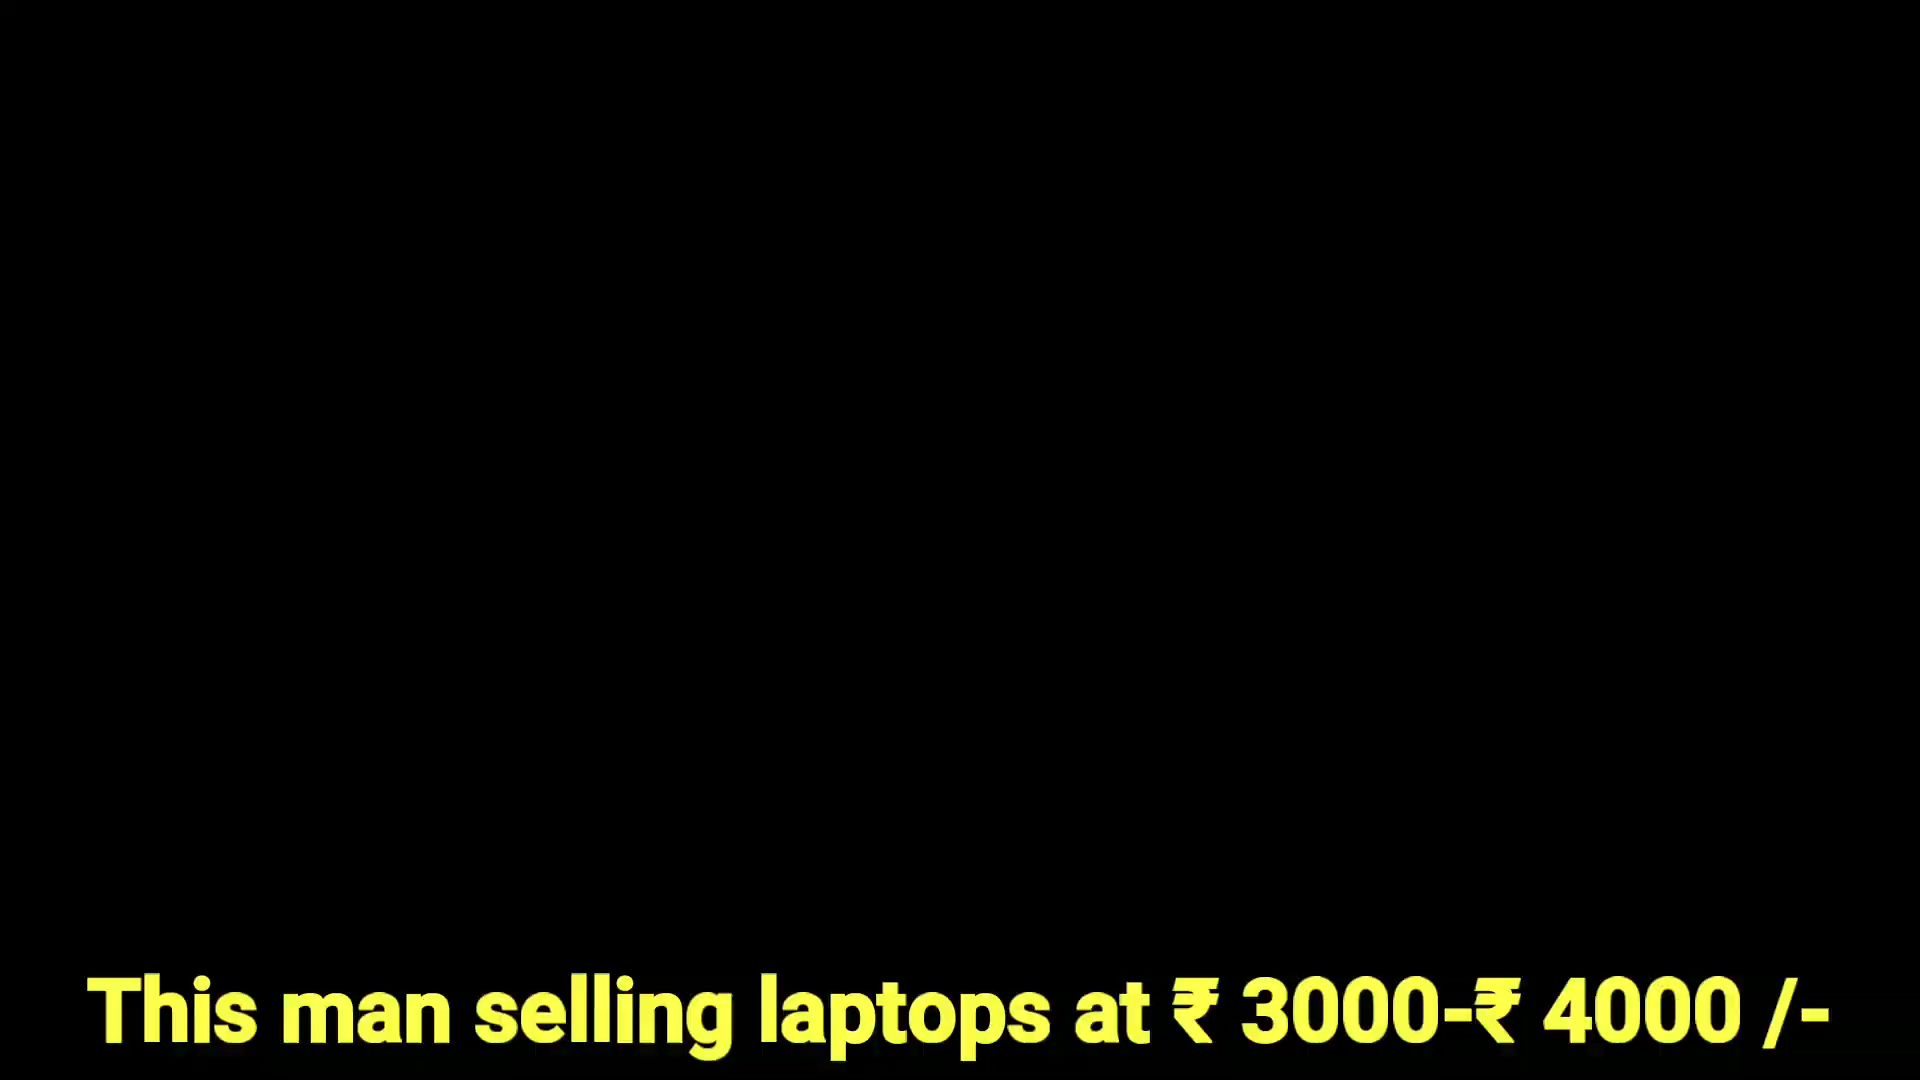 This man selling laptops at ₹ 3000-₹ 4000 /-